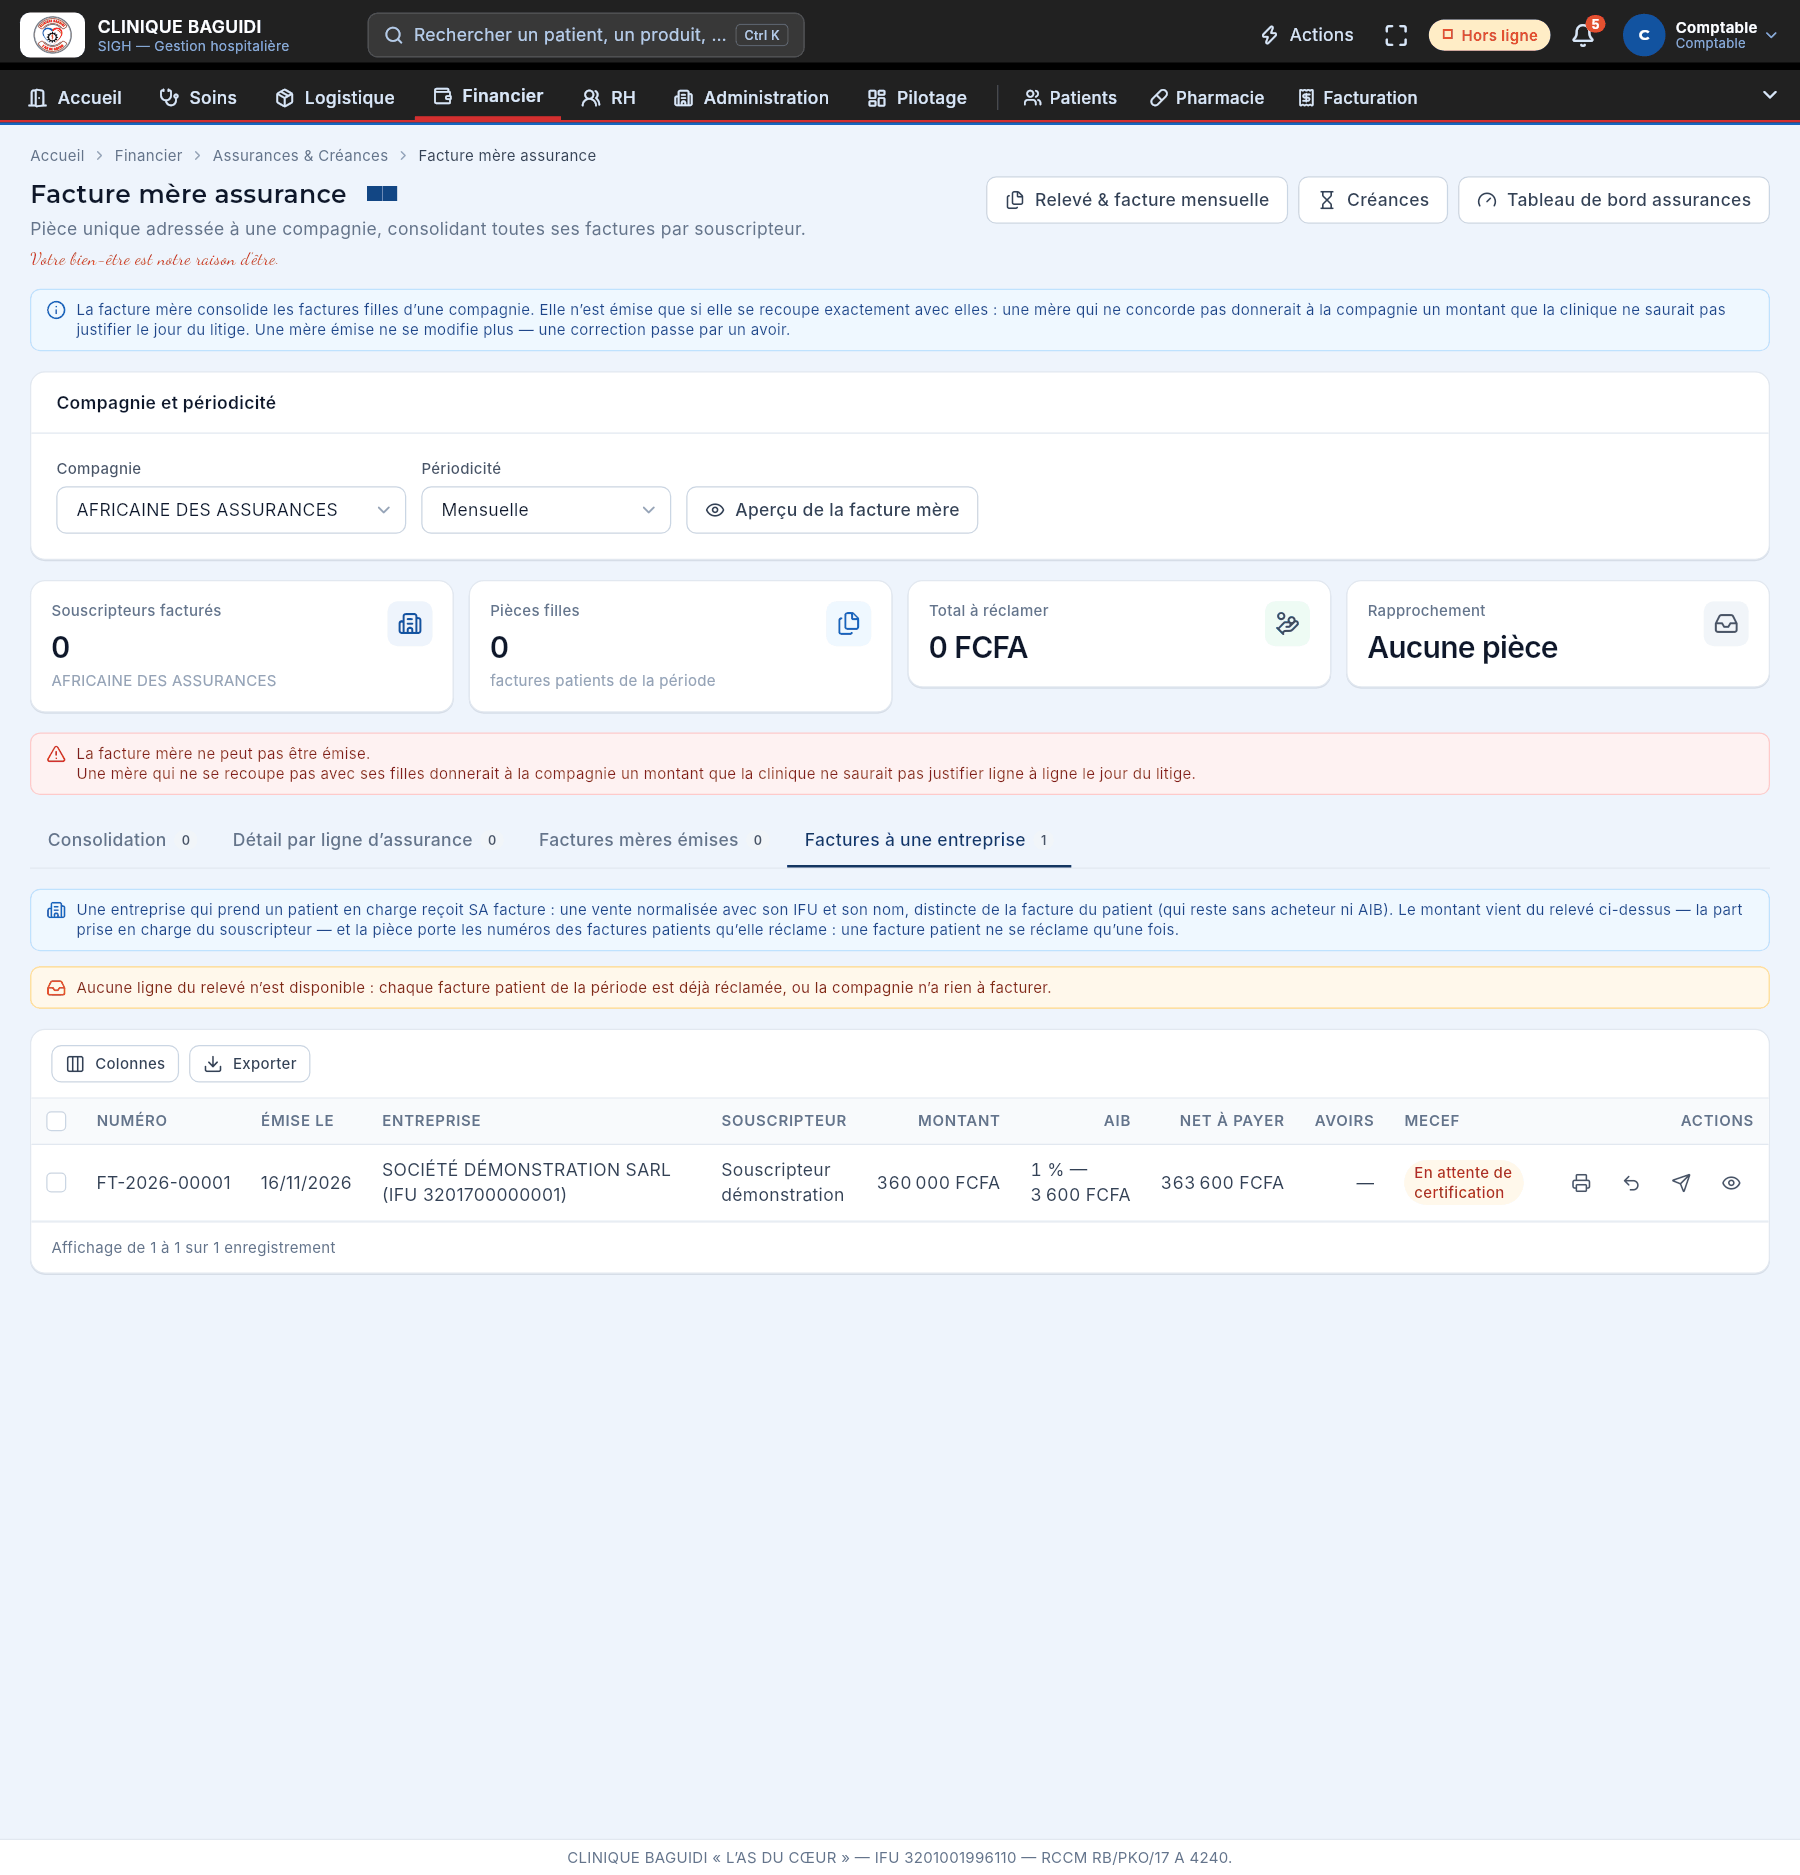 CLINIQUE BAGUIDI
SIGH — Gestion hospitalière
Rechercher un patient, un produit, ... Ctrl K
Actions
Hors ligne
5
C
Comptable
Comptable
Accueil Soins Logistique Financier RH Administration Pilotage Patients Pharmacie Facturation
Accueil > Financier > Assurances & Créances > Facture mère assurance
Facture mère assurance
Pièce unique adressée à une compagnie, consolidant toutes ses factures par souscripteur.
Votre bien-être est notre raison d'être.
Relevé & facture mensuelle
Créances
Tableau de bord assurances
La facture mère consolide les factures filles d’une compagnie. Elle n’est émise que si elle se recoupe exactement avec elles : une mère qui ne concorde pas donnerait à la compagnie un montant que la clinique ne saurait pas
justifier le jour du litige. Une mère émise ne se modifie plus — une correction passe par un avoir.
Compagnie et périodicité
Compagnie
Périodicité
AFRICAINE DES ASSURANCES
Mensuelle
Aperçu de la facture mère
Souscripteurs facturés
0
AFRICAINE DES ASSURANCES
Pièces filles
0
factures patients de la période
Total à réclamer
0 FCFA
Rapprochement
Aucune pièce
La facture mère ne peut pas être émise.
Une mère qui ne se recoupe pas avec ses filles donnerait à la compagnie un montant que la clinique ne saurait pas justifier ligne à ligne le jour du litige.
Consolidation 0 Détail par ligne d’assurance 0 Factures mères émises 0 Factures à une entreprise 1
Une entreprise qui prend un patient en charge reçoit SA facture : une vente normalisée avec son IFU et son nom, distincte de la facture du patient (qui reste sans acheteur ni AIB). Le montant vient du relevé ci-dessus — la part
prise en charge du souscripteur — et la pièce porte les numéros des factures patients qu’elle réclame : une facture patient ne se réclame qu’une fois.
Aucune ligne du relevé n’est disponible : chaque facture patient de la période est déjà réclamée, ou la compagnie n’a rien à facturer.
Colonnes
Exporter
NUMÉRO ÉMISE LE ENTREPRISE SOUSCRIPTEUR MONTANT AIB NET À PAYER AVOIRS MECEF ACTIONS
FT-2026-00001
16/11/2026
SOCIÉTÉ DÉMONSTRATION SARL
(IFU 3201700000001)
Souscripteur
démonstration
360 000 FCFA
1 % —
3 600 FCFA
363 600 FCFA
—
En attente de
certification
Affichage de 1 à 1 sur 1 enregistrement
CLINIQUE BAGUIDI « L’AS DU CŒUR » — IFU 3201001996110 — RCCM RB/PKO/17 A 4240.